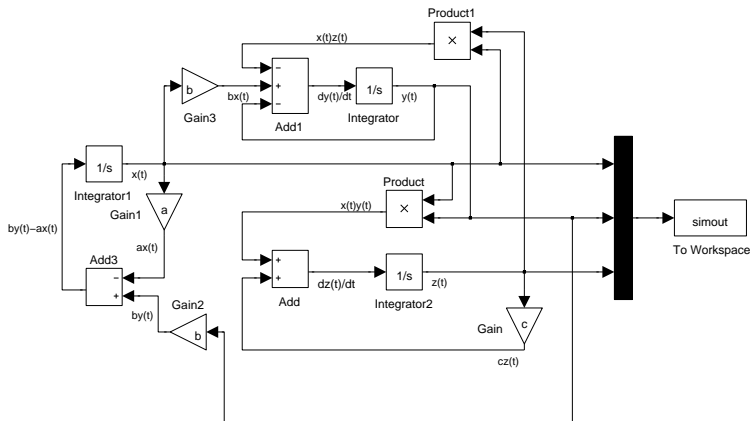 Product1
x(t)z(t)
×
−
+
−
b
bx(t)
dy(t)/dt
1/s
y(t)
Gain3
Add1
Integrator
1/s
x(t)
Integrator1
Product
×
x(t)y(t)
Gain1
a
by(t)−ax(t)
ax(t)
simout
To Workspace
Add3
−
+
+
+
dz(t)/dt
1/s
z(t)
Add
Integrator2
Gain2
by(t)
b
Gain
c
cz(t)